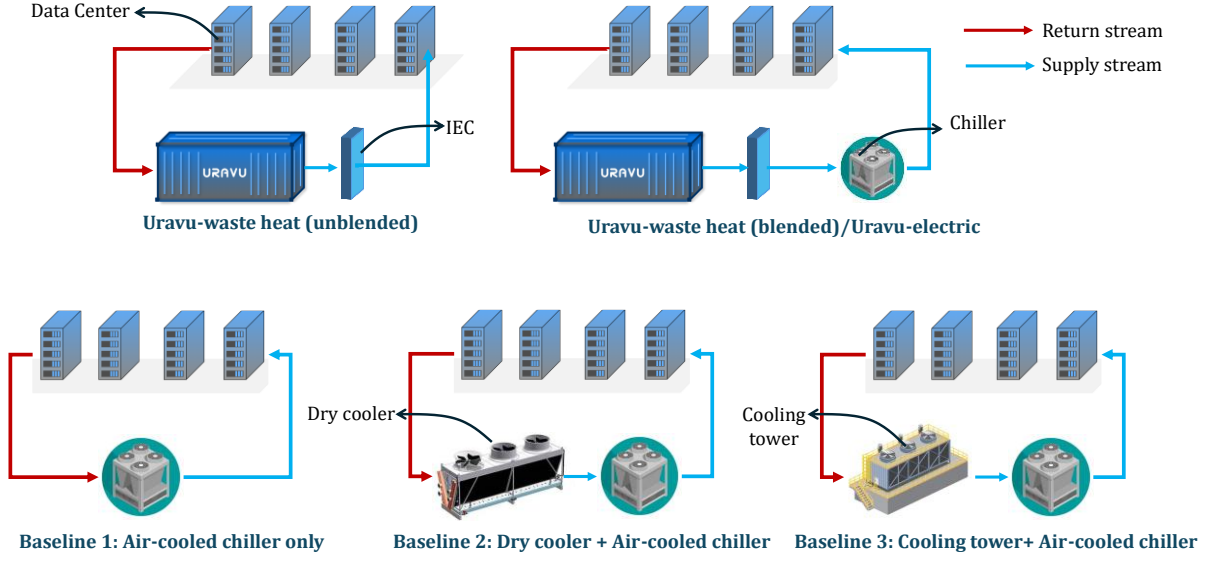 Data Center
Return stream
Supply stream
IEC
Chiller
URAVU
URAVU
Uravu-waste heat (unblended)
Uravu-waste heat (blended)/Uravu-electric
Dry cooler
Cooling
tower
Baseline 1: Air-cooled chiller only
Baseline 2: Dry cooler + Air-cooled chiller
Baseline 3: Cooling tower+ Air-cooled chiller